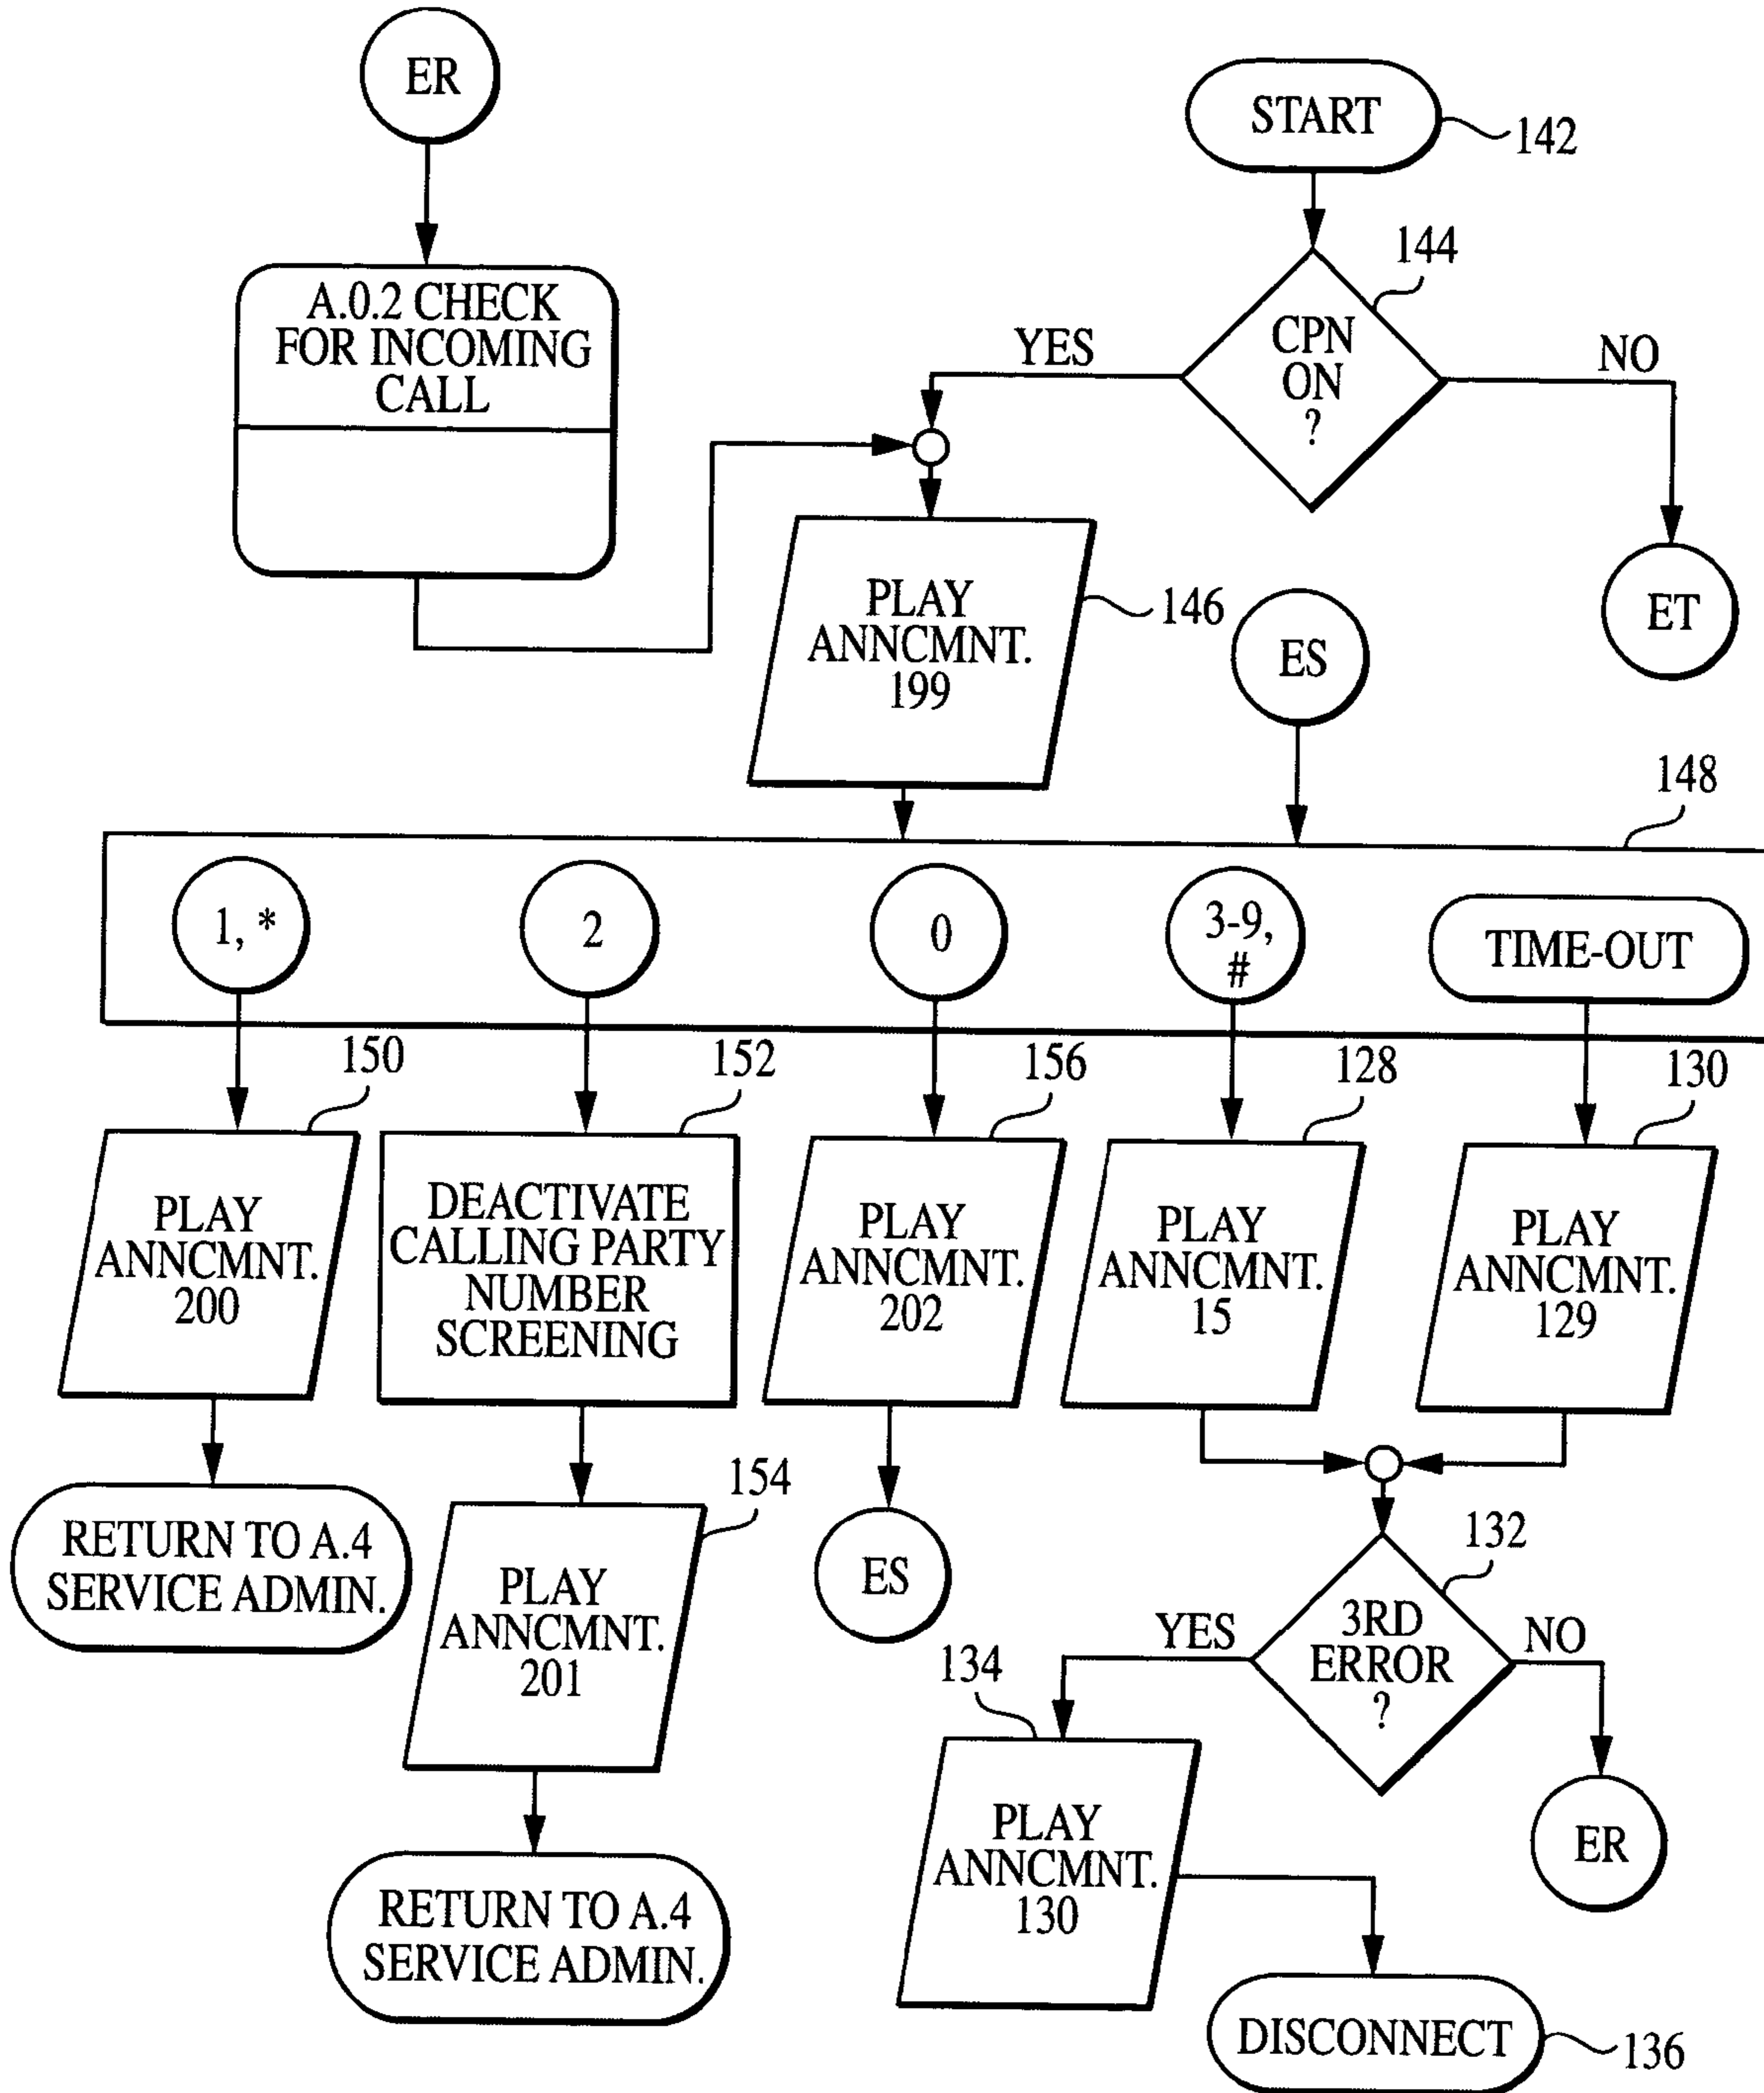 ER
START
142
A.0.2 CHECK
FOR INCOMING
CALL
144
CPN
ON
?
YES
NO
PLAY
ANNCMNT.
199
146
ES
ET
148
1, *
2
0
3-9,
#
TIME-OUT
150
152
156
128
130
PLAY
ANNCMNT.
200
DEACTIVATE
CALLING PARTY
NUMBER
SCREENING
PLAY
ANNCMNT.
202
PLAY
ANNCMNT.
15
PLAY
ANNCMNT.
129
RETURN TO A.4
SERVICE ADMIN.
154
PLAY
ANNCMNT.
201
ES
132
3RD
ERROR
?
YES
NO
134
PLAY
ANNCMNT.
130
ER
RETURN TO A.4
SERVICE ADMIN.
DISCONNECT
136